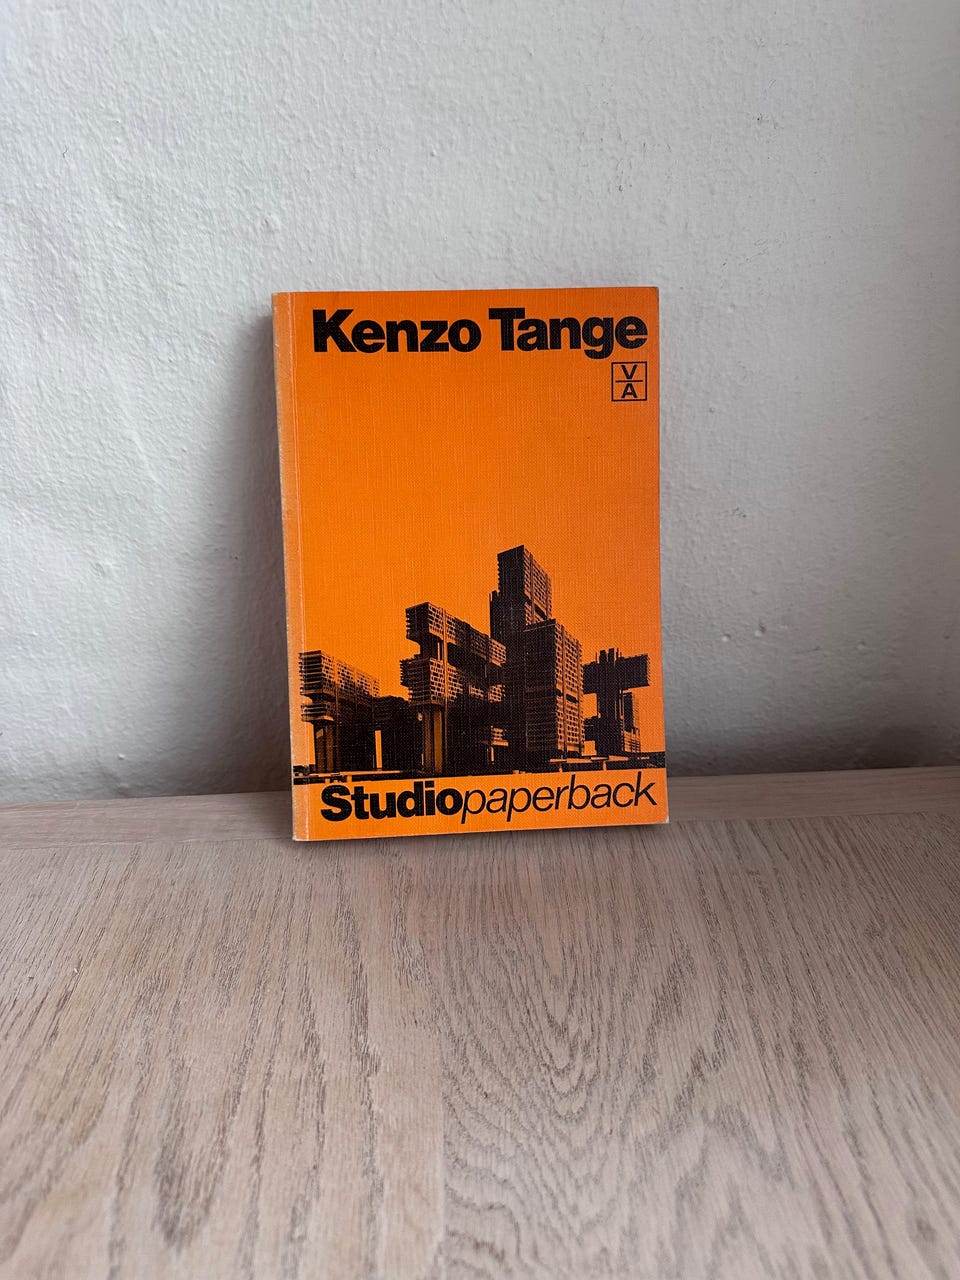 Kenzo Tange
V
A
Studiopaperback